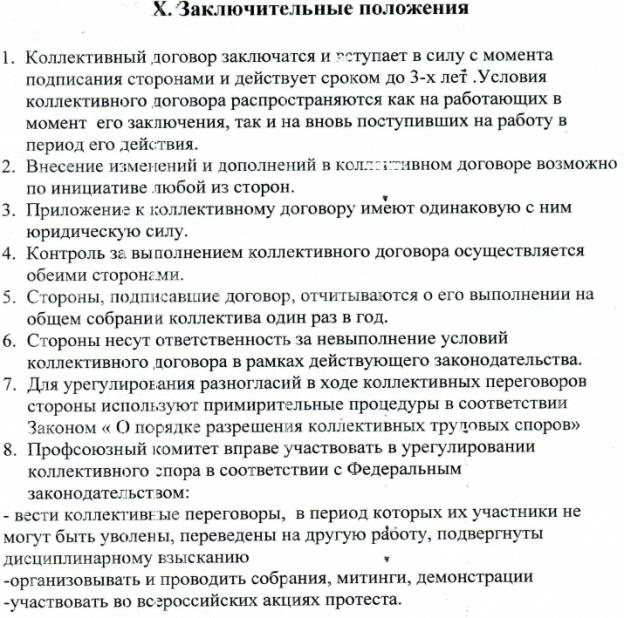 X. Заключительные положения
1. Коллективный договор заключатся и вступает в силу с момента
подписания сторонами и действует сроком до 3-х лет .Условия
коллективного договора распространяются как на работающих в
момент его заключения, так и на вновь поступивших на работу в
период его действия.
2. Внесение изменений и дополнений в коллективном договоре возможно
по инициативе любой из сторон.
3. Приложение к коллективному договору имеют одинаковую с ним
юридическую силу.
4. Контроль за выполнением коллективного договора осуществляется
обеими сторонами.
5. Стороны, подписавшие договор, отчитываются о его выполнении на
общем собрании коллектива один раз в год.
6. Стороны несут ответственность за невыполнение условий
коллективного договора в рамках действующего законодательства.
7. Для урегулирования разногласий в ходе коллективных переговоров
стороны используют примирительные процедуры в соответствии
Законом « О порядке разрешения коллективных трудовых споров»
8. Профсоюзный комитет вправе участвовать в урегулировании
коллективного спора в соответствии с Федеральным
законодательством:
- вести коллективные переговоры, в период которых их участники не
могут быть уволены, переведены на другую работу, подвергнуты
дисциплинарному взысканию
-организовывать и проводить собрания, митинги, демонстрации
-участвовать во всероссийских акциях протеста.